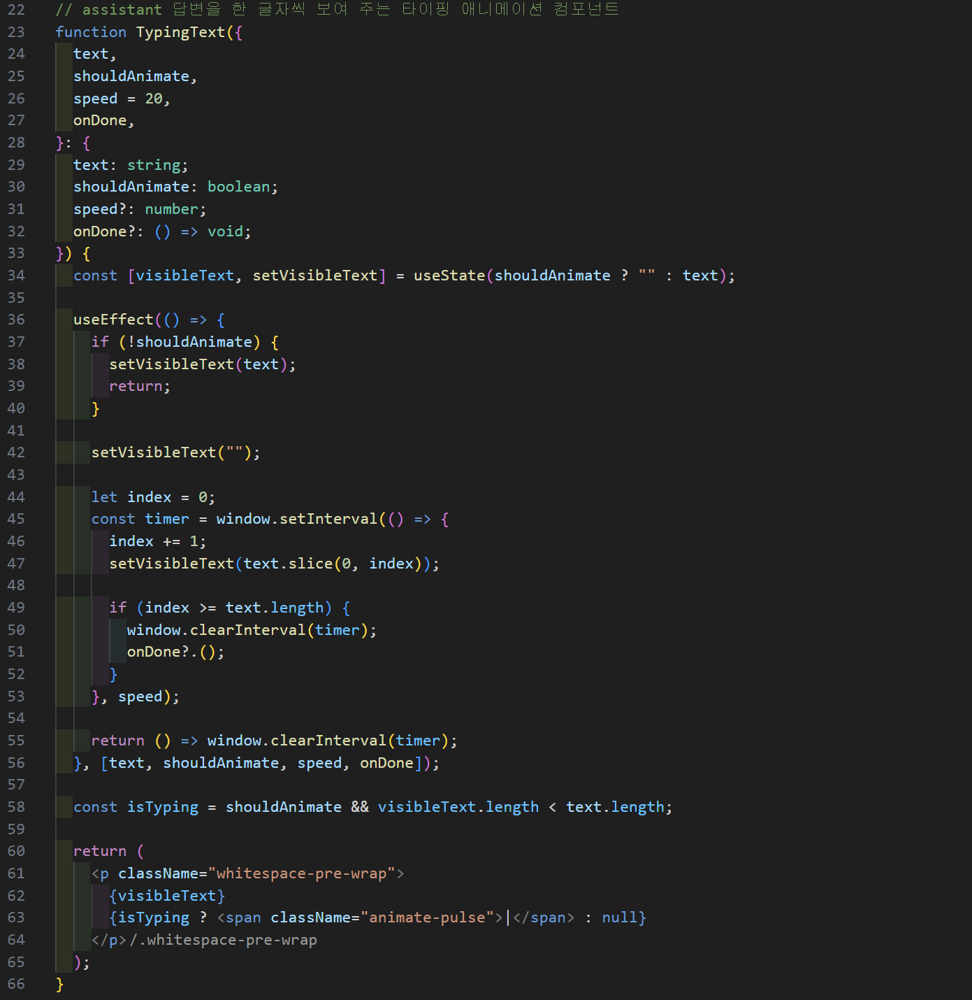 22 // assistant 답변을 한 글자씩 보여 주는 타이핑 애니메이션 컴포넌트
23 function TypingText({
24   text,
25   shouldAnimate,
26   speed = 20,
27   onDone,
28 }: {
29   text: string;
30   shouldAnimate: boolean;
31   speed?: number;
32   onDone?: () => void;
33 }) {
34   const [visibleText, setVisibleText] = useState(shouldAnimate ? "" : text);
35
36   useEffect(() => {
37     if (!shouldAnimate) {
38       setVisibleText(text);
39       return;
40     }
41
42     setVisibleText("");
43
44     let index = 0;
45     const timer = window.setInterval(() => {
46       index += 1;
47       setVisibleText(text.slice(0, index));
48
49       if (index >= text.length) {
50         window.clearInterval(timer);
51         onDone?.();
52       }
53     }, speed);
54
55     return () => window.clearInterval(timer);
56   }, [text, shouldAnimate, speed, onDone]);
57
58   const isTyping = shouldAnimate && visibleText.length < text.length;
59
60   return (
61     <p className="whitespace-pre-wrap">
62       {visibleText}
63       {isTyping ? <span className="animate-pulse">|</span> : null}
64     </p>/.whitespace-pre-wrap
65   );
66 }